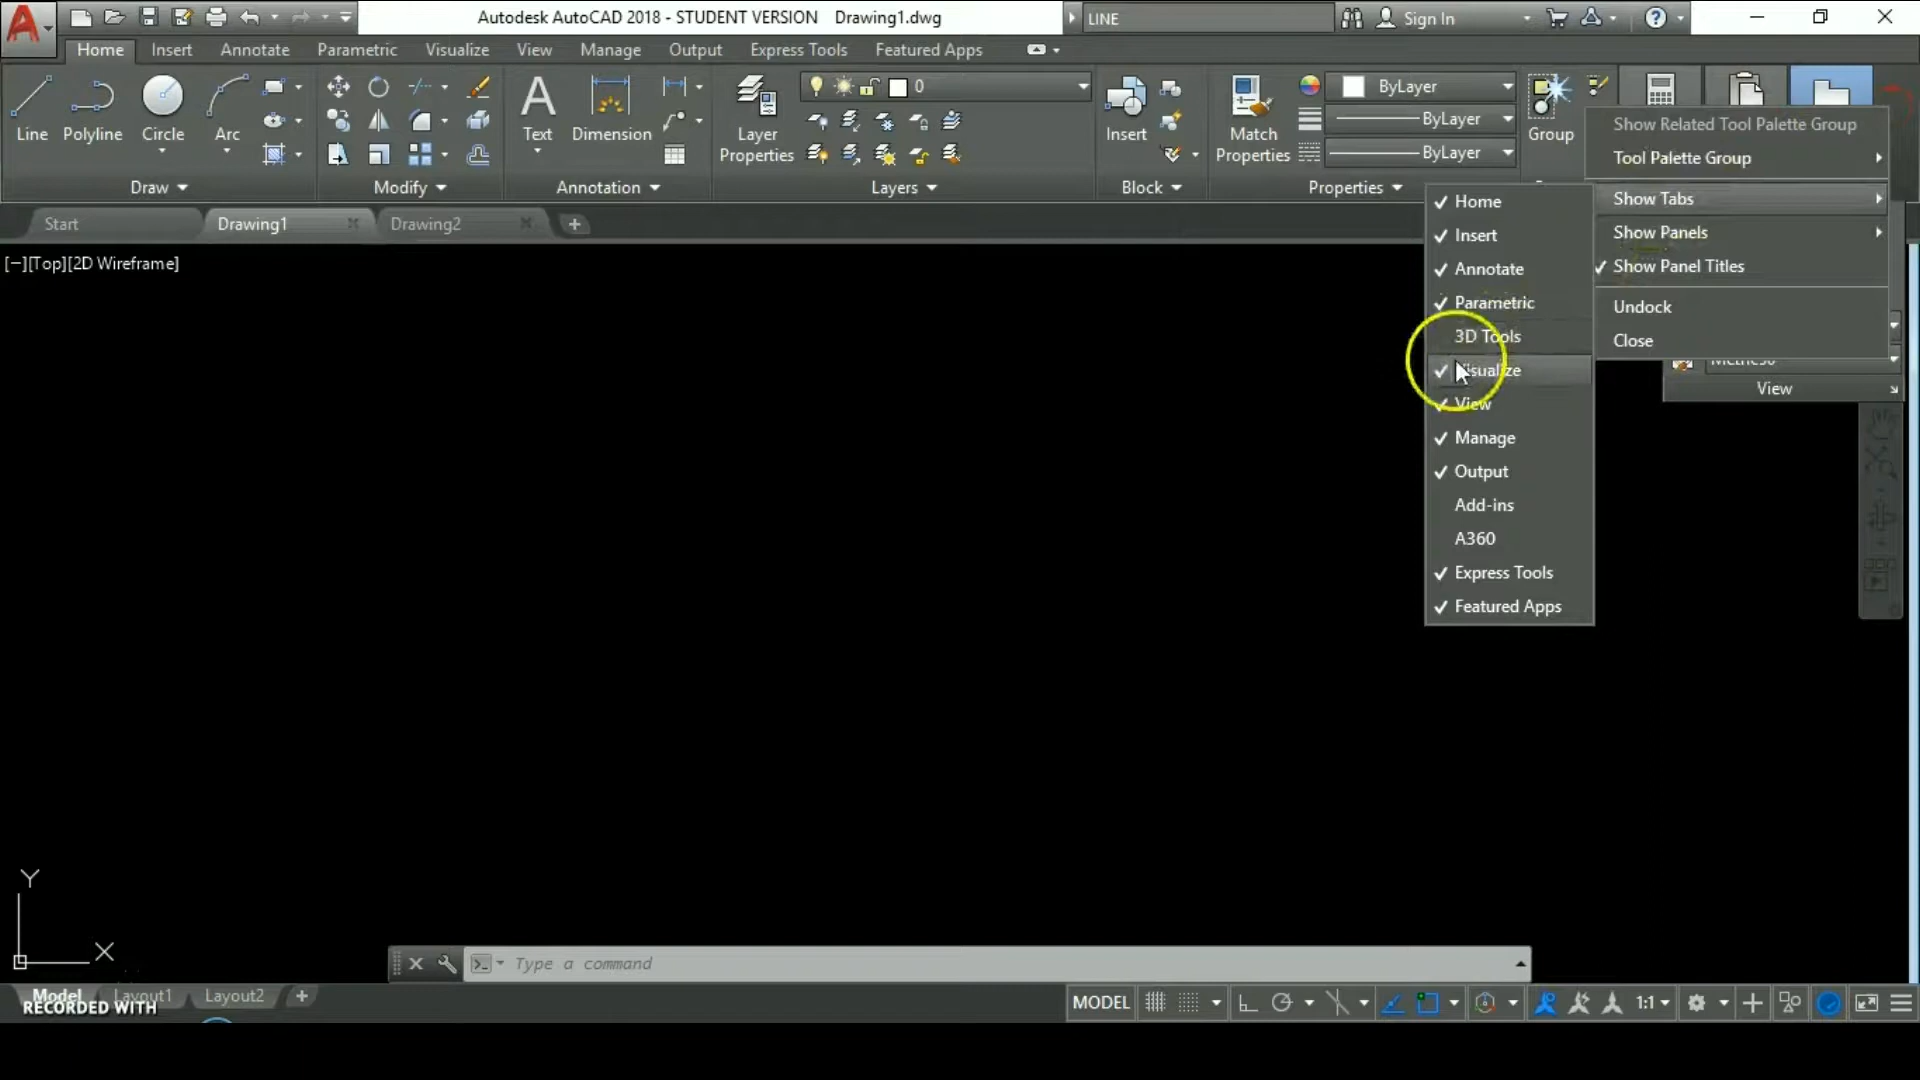 Autodesk AutoCAD 2018 - STUDENT VERSION Drawing1.dwg
LINE
Sign In
Home Insert Annotate Parametric Visualize View Manage Output Express Tools Featured Apps
0
ByLayer
ByLayer
ByLayer
Line Polyline Circle Arc
Text Dimension
Layer
Properties
Insert
Match
Properties
Group
Draw Modify Annotation Layers Block Properties
Show Related Tool Palette Group
Tool Palette Group
Show Tabs
Show Panels
Show Panel Titles
Undock
Close
View
Home
Insert
Annotate
Parametric
3D Tools
Visualize
View
Manage
Output
Add-ins
A360
Express Tools
Featured Apps
Start Drawing1 Drawing2
[−][Top][2D Wireframe]
Y
X
Type a command
Model Layout1 Layout2
RECORDED WITH
MODEL
1:1